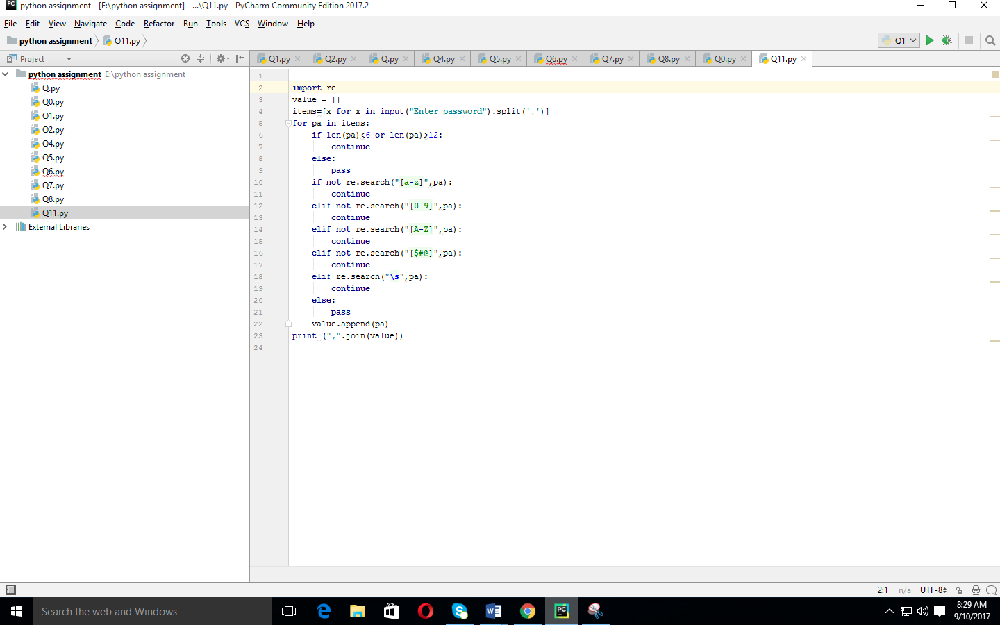 python assignment - [E:\python assignment] - ...\Q11.py - PyCharm Community Edition 2017.2
File Edit View Navigate Code Refactor Run Tools VCS Window Help
python assignment Q11.py Q1
Project Q1.py Q2.py Q.py Q4.py Q5.py Q6.py Q7.py Q8.py Q0.py Q11.py
python assignment E:\python assignment
Q.py
Q0.py
Q1.py
Q2.py
Q4.py
Q5.py
Q6.py
Q7.py
Q8.py
Q11.py
External Libraries
1
2 import re
3 value = []
4 items=[x for x in input("Enter password").split(',')]
5 for pa in items:
6 if len(pa)<6 or len(pa)>12:
7 continue
8 else:
9 pass
10 if not re.search("[a-z]",pa):
11 continue
12 elif not re.search("[0-9]",pa):
13 continue
14 elif not re.search("[A-Z]",pa):
15 continue
16 elif not re.search("[$#@]",pa):
17 continue
18 elif re.search("\s",pa):
19 continue
20 else:
21 pass
22 value.append(pa)
23 print (",".join(value))
24
2:1 n/a UTF-8
Search the web and Windows
8:29 AM
9/10/2017